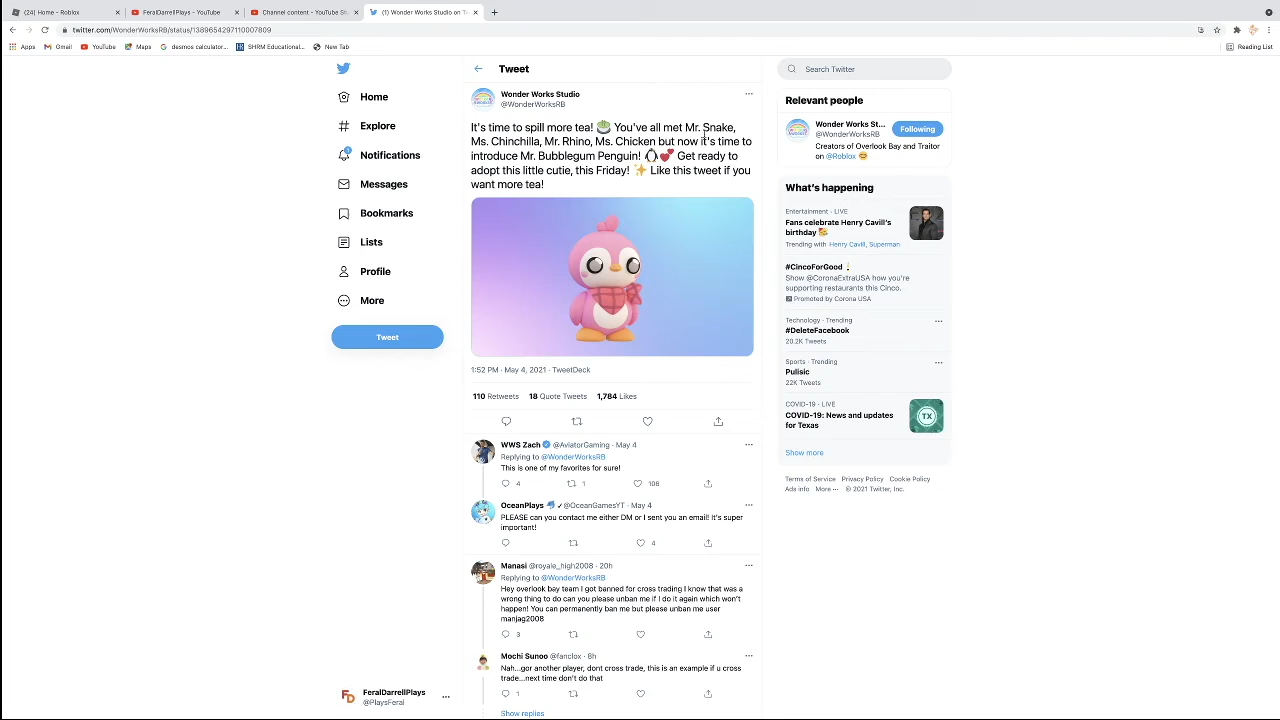 (24) Home - Roblox
FeralDarrellPlays - YouTube
Channel content - YouTube St
(1) Wonder Works Studio on T
twitter.com/WonderWorksRB/status/1389654297110007809
Apps
Gmail
YouTube
Maps
desmos calculator...
SHRM Educational...
New Tab
Reading List
Home
Explore
Notifications
Messages
Bookmarks
Lists
Profile
More
Tweet
FeralDarrellPlays
@PlaysFeral
Tweet
Wonder Works Studio
@WonderWorksRB
It's time to spill more tea! 🍵 You've all met Mr. Snake,
Ms. Chinchilla, Mr. Rhino, Ms. Chicken but now it's time to
introduce Mr. Bubblegum Penguin! 🐧💕 Get ready to
adopt this little cutie, this Friday! ✨ Like this tweet if you
want more tea!
1:52 PM · May 4, 2021 · TweetDeck
110 Retweets 18 Quote Tweets 1,784 Likes
WWS Zach @AviatorGaming · May 4
Replying to @WonderWorksRB
This is one of my favorites for sure!
4 1 106
OceanPlays ✓ @OceanGamesYT · May 4
PLEASE can you contact me either DM or I sent you an email! It's super
important!
4
Manasi @royale_high2008 · 20h
Replying to @WonderWorksRB
Hey overlook bay team I got banned for cross trading I know that was a
wrong thing to do can you please unban me if I do it again which won't
happen! You can permanently ban me but please unban me user
manjag2008
3
Mochi Sunoo @fanclox · 8h
Nah...gor another player, dont cross trade, this is an example if u cross
trade...next time don't do that
1
Show replies
Search Twitter
Relevant people
Wonder Works St...
@WonderWorksRB
Following
Creators of Overlook Bay and Traitor
on @Roblox 😊
What's happening
Entertainment · LIVE
Fans celebrate Henry Cavill's
birthday 🥳
Trending with Henry Cavill, Superman
#CincoForGood
Show @CoronaExtraUSA how you're
supporting restaurants this Cinco.
Promoted by Corona USA
Technology · Trending
#DeleteFacebook
20.2K Tweets
Sports · Trending
Pulisic
22K Tweets
COVID-19 · LIVE
COVID-19: News and updates
for Texas
TX
Show more
Terms of Service Privacy Policy Cookie Policy
Ads info More ··· © 2021 Twitter, Inc.